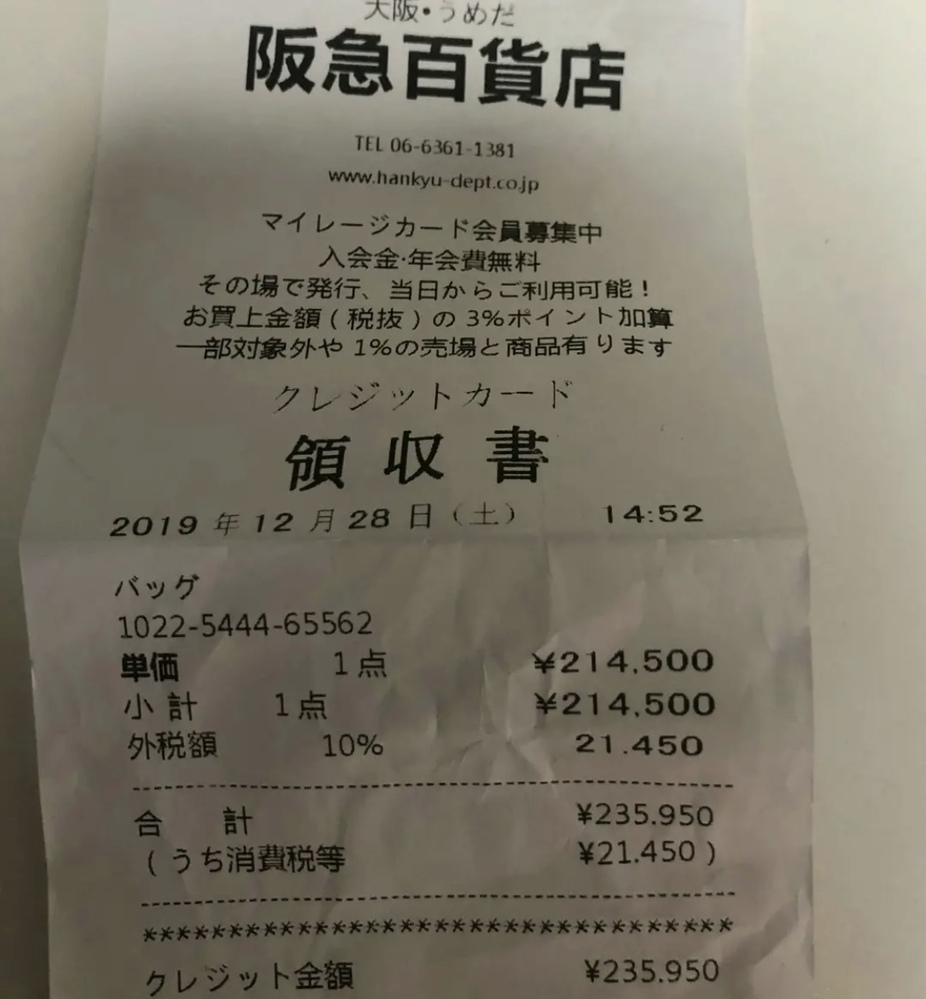 大阪・うめだ
阪急百貨店
TEL 06-6361-1381
www.hankyu-dept.co.jp
マイレージカード会員募集中
入会金·年会費無料
その場で発行、当日からご利用可能！
お買上金額（税抜）の 3%ポイント加算
一部対象外や 1%の売場と商品有ります
クレジットカード
領収書
2019 年 12 月 28 日（土） 14:52
バッグ
1022-5444-65562
単価 1点 ¥214,500
小計 1点 ¥214,500
外税額 10% 21.450
合計 ¥235.950
（うち消費税等 ¥21.450）
***********************************
クレジット金額 ¥235.950